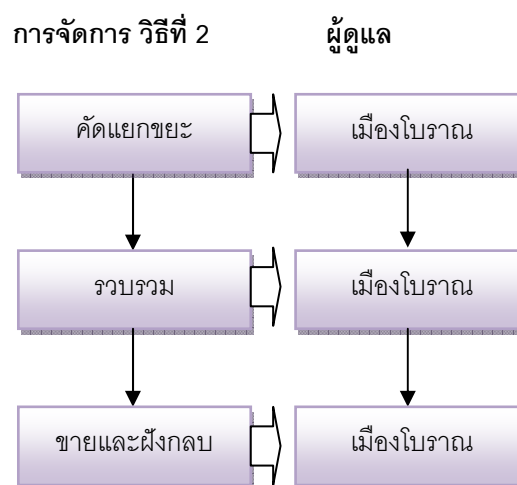 การจัดการ วิธีที่ 2 ผู้ดูแล
คัดแยกขยะ เมืองโบราณ
รวบรวม เมืองโบราณ
ขายและฝังกลบ เมืองโบราณ